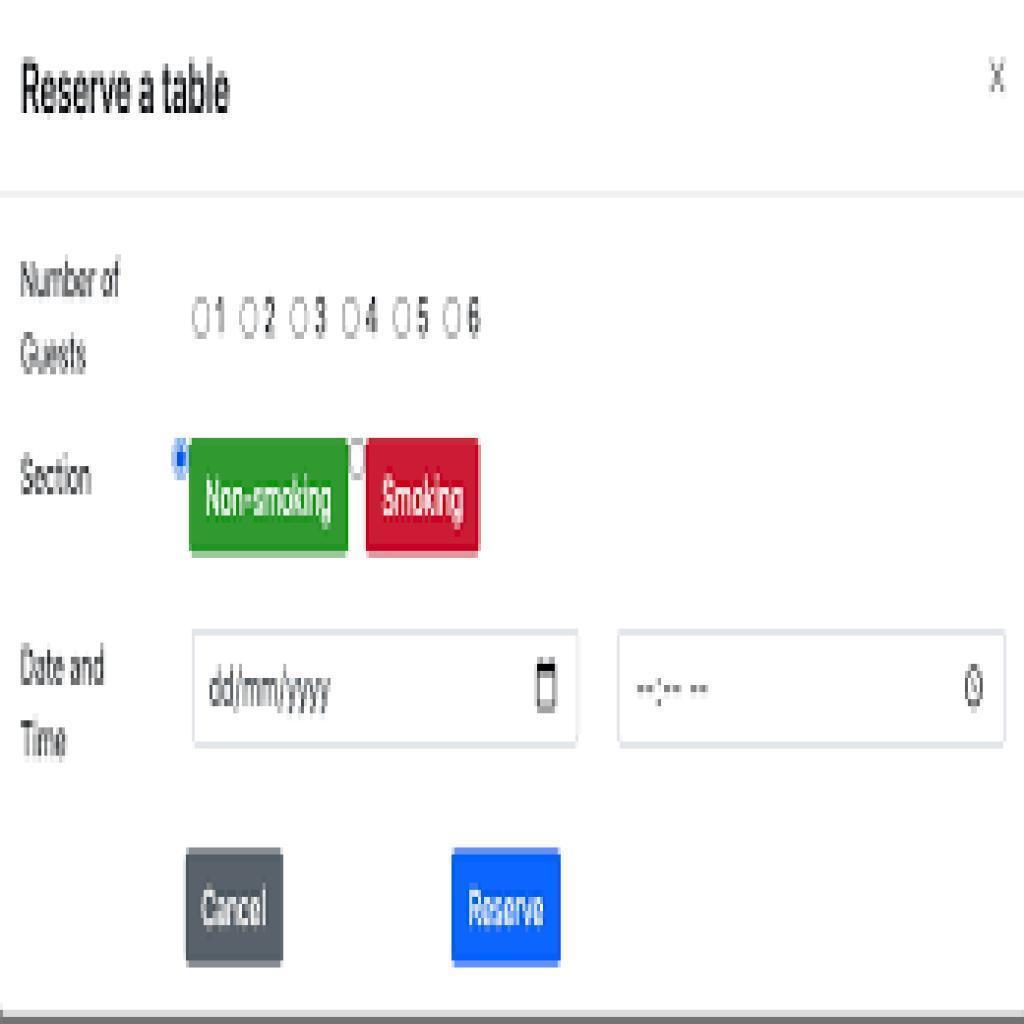 Reserve a table X
Number of
Guests
1 2 3 4 5 6
Section Non-smoking Smoking
Date and
Time
dd/mm/yyyy --:-- --
Cancel Reserve